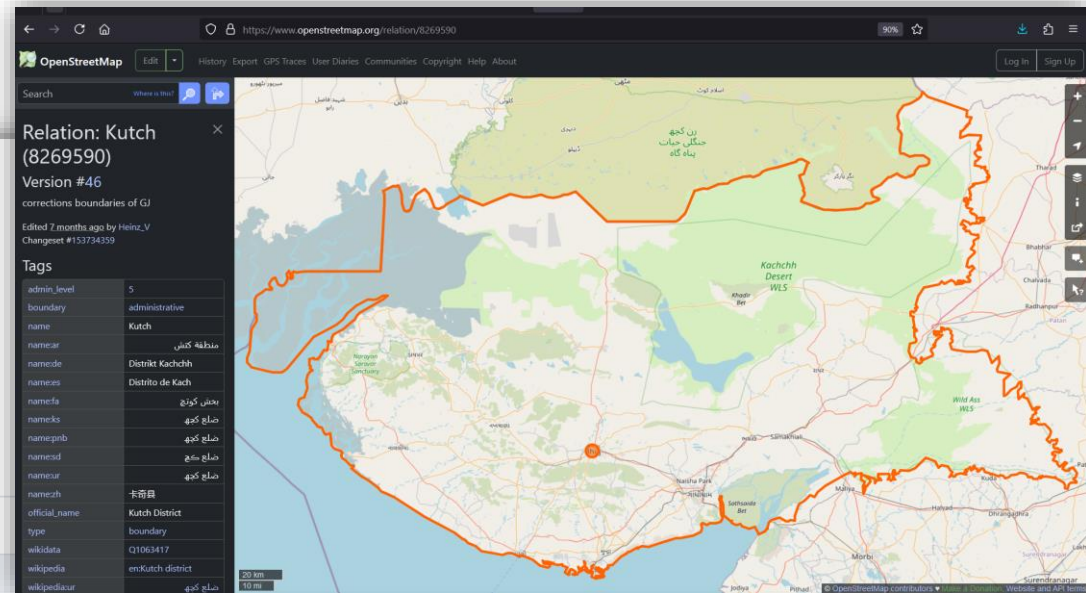 https://www.openstreetmap.org/relation/8269590
90%
OpenStreetMap
Edit
History Export GPS Traces User Diaries Communities Copyright Help About
Log In Sign Up
Search
Where is this?
Relation: Kutch
(8269590)
Version #46
corrections boundaries of GJ
Edited 7 months ago by Heinz_V
Changeset #153734359
Tags
admin_level 5
boundary administrative
name Kutch
name:ar منطقة كتش
name:de Distrikt Kachchh
name:es Distrito de Kach
name:fa بخش کوتچ
name:ks ضلع کچھ
name:pnb ضلع کچھ
name:sd ضلع ڪڇ
name:ur ضلع کچھ
name:zh 卡奇县
official_name Kutch District
type boundary
wikidata Q1063417
wikipedia en:Kutch district
wikipedia:ur ضلع کچھ
اسلام کوٹ
رن کچھ
جنگلی حیات
پناہ گاہ
Tharad
Bhabhar
Chalvada
Radhanpur
Patan
Kachchh
Desert
WLS
Khadir
Bet
Narayan
Sarovar
Sanctuary
Wild Ass
WLS
Samakhiali
Naisha Park
Sathsaida
Bet
Maliya
Kuda
Halvad
Dhrangadhra
Morbi
Surendranagar
Surendranagar
Jodiya
Pithad
20 km
10 mi
© OpenStreetMap contributors ♥ Make a Donation. Website and API terms